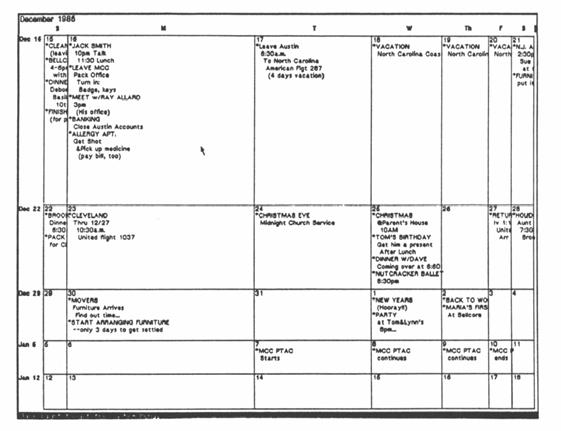 December 1985
S M T W Th F S
Dec 15
15
*CLEAN
(leavi
*BELLC
4-6p
with
*DINNE
Debo
Basi
10t
*FINISH
(for p
16
*JACK SMITH
10pm Talk
11:30 Lunch
*LEAVE MCC
Pack Office
Turn in:
Badge, keys
*MEET w/RAY ALLARD
3pm
(His office)
*BANKING
Close Austin Accounts
*ALLERGY APT.
Get Shot
&Pick up medicine
(pay bill, too)
17
*Leave Austin
8:30a.m.
To North Carolina
American Flgt 287
(4 days vacation)
18
*VACATION
North Carolina Coas
19
*VACATION
North Carolin
20
*VACA
North
21
*N.J. A
2:30p
Sue
at
*FURNI
put it
Dec 22
22
*BROO
Dinne
6:30
*PACK
for Cl
23
*CLEVELAND
Thru 12/27
10:30a.m.
United flight 1037
24
*CHRISTMAS EVE
Midnight Church Service
25
*CHRISTMAS
@Parent's House
10AM
*TOM'S BIRTHDAY
Get him a present
After Lunch
*DINNER W/DAVE
Coming over at
*NUTCRACKER BALLE
8:30pm
26
27
*RETU
lv 1:1
Unite
Arr
28
*HOUD
Aunt
7:30
Bro
Dec 29
29
30
*MOVERS
Furniture Arrives
Find out time...
*START ARRANGING FURNITURE
--only 3 days to get settled
31
1
*NEW YEARS
(Hooray!!)
*PARTY
at Tom&Lynn's
8pm...
2
*BACK TO WO
*MARIA'S FIRS
At Bellcore
3
4
Jan 5
5
6
7
*MCC PTAC
Starts
8
*MCC PTAC
continues
9
*MCC PTAC
continues
10
*MCC P
ends
11
Jan 12
12
13
14
15
16
17
18